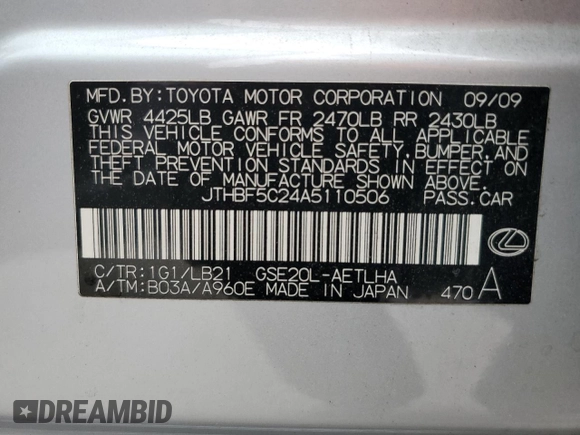 MFD. BY: TOYOTA MOTOR CORPORATION 09/09
GVWR 4425LB GAWR FR 2470LB RR 2430LB
THIS VEHICLE CONFORMS TO ALL APPLICABLE
FEDERAL MOTOR VEHICLE SAFETY, BUMPER, AND
THEFT PREVENTION STANDARDS IN EFFECT ON
THE DATE OF MANUFACTURE SHOWN ABOVE.
JTHBF5C24A5110506 PASS. CAR
C/TR: 1G1/LB21 GSE20L-AETLHA
A/TM: B03A/A960E MADE IN JAPAN 470 A
DREAMBID